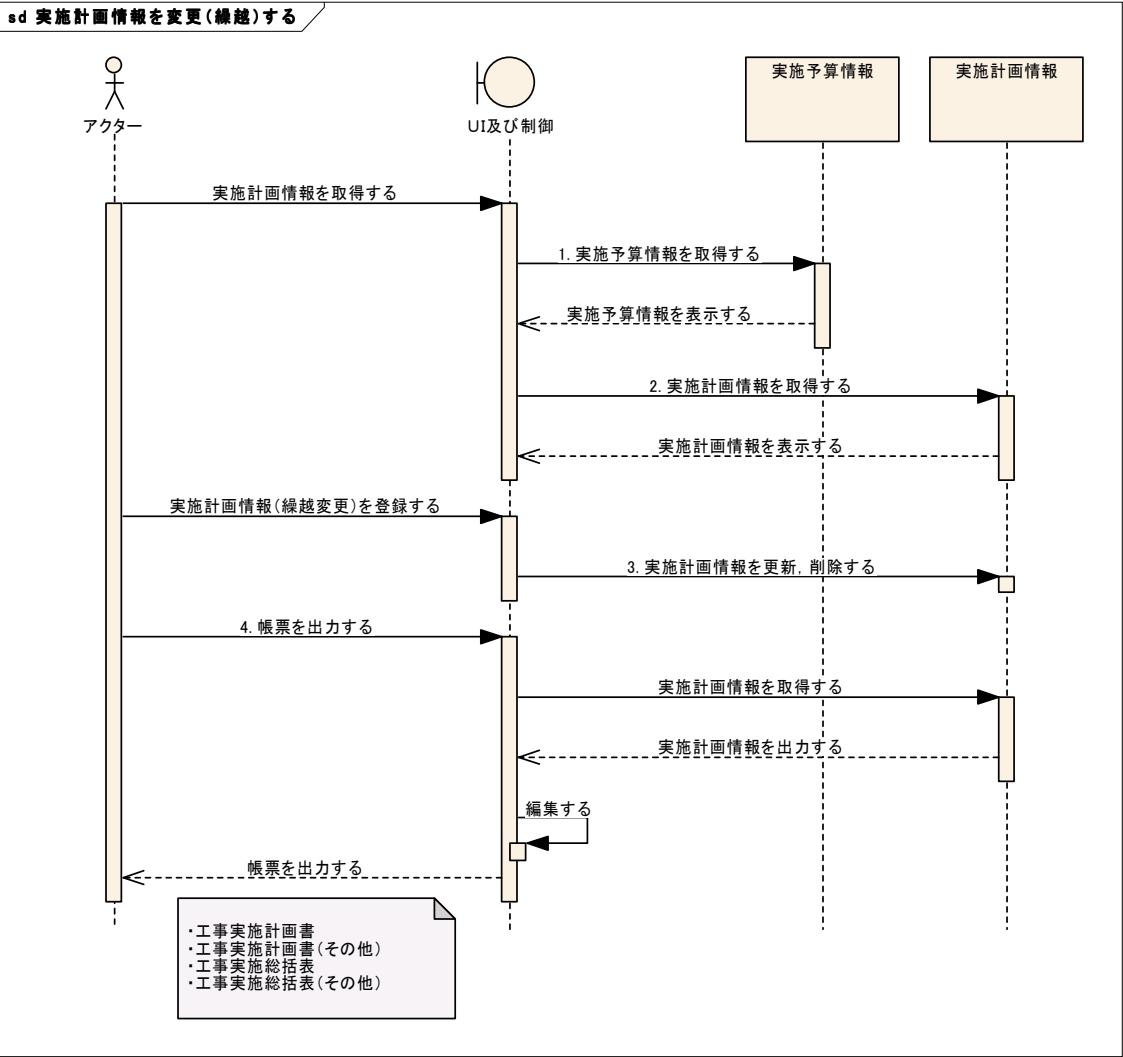 sd 実施計画情報を変更(繰越)する
アクター
UI及び制御
実施予算情報
実施計画情報
実施計画情報を取得する
1.実施予算情報を取得する
実施予算情報を表示する
2.実施計画情報を取得する
実施計画情報を表示する
実施計画情報(繰越変更)を登録する
3.実施計画情報を更新,削除する
4.帳票を出力する
実施計画情報を取得する
実施計画情報を出力する
編集する
帳票を出力する
・工事実施計画書
・工事実施計画書(その他)
・工事実施総括表
・工事実施総括表(その他)